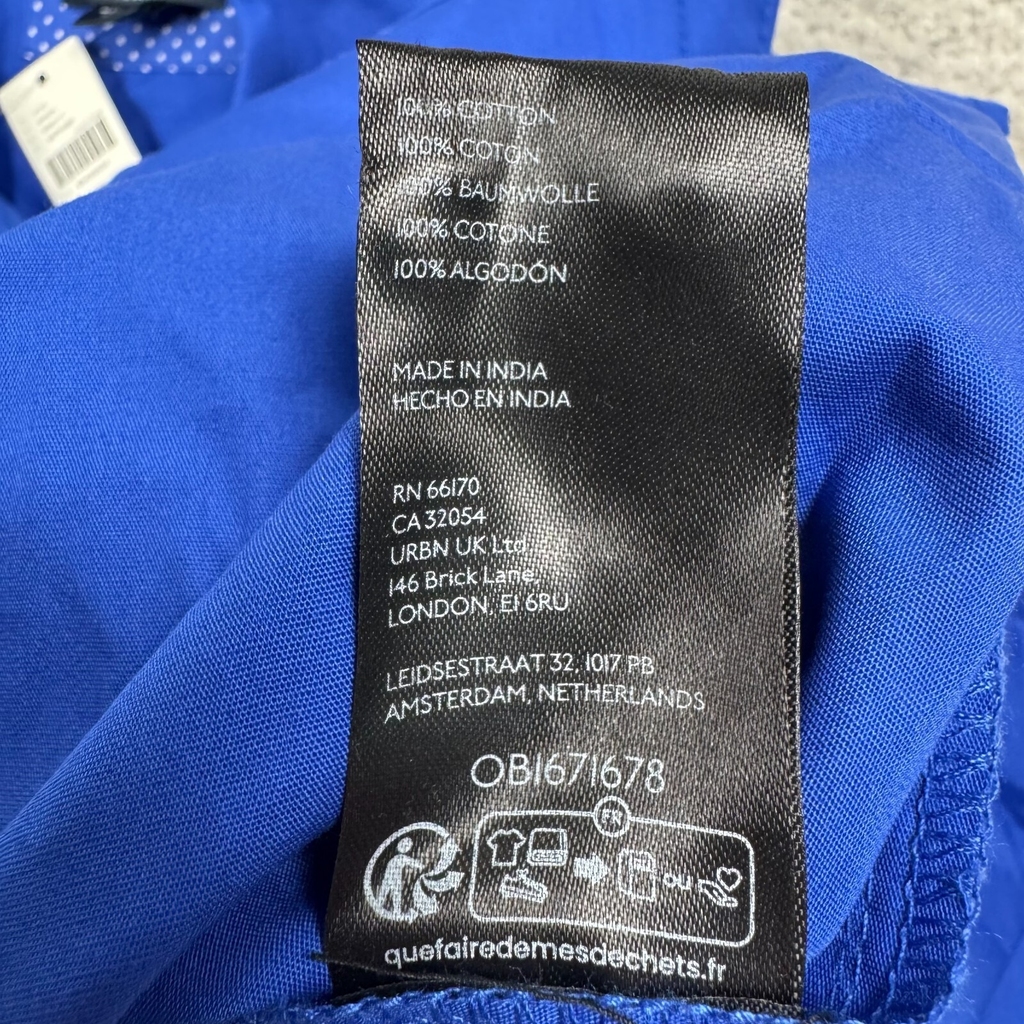 100% COTTON
100% COTON
100% BAUMWOLLE
100% COTONE
100% ALGODÓN
MADE IN INDIA
HECHO EN INDIA
RN 66170
CA 32054
URBN UK Ltd
146 Brick Lane,
LONDON, E1 6RU
LEIDSESTRAAT 32, 1017 PB
AMSTERDAM, NETHERLANDS
OB1671678
FR
OU
quefairedemesdechets.fr